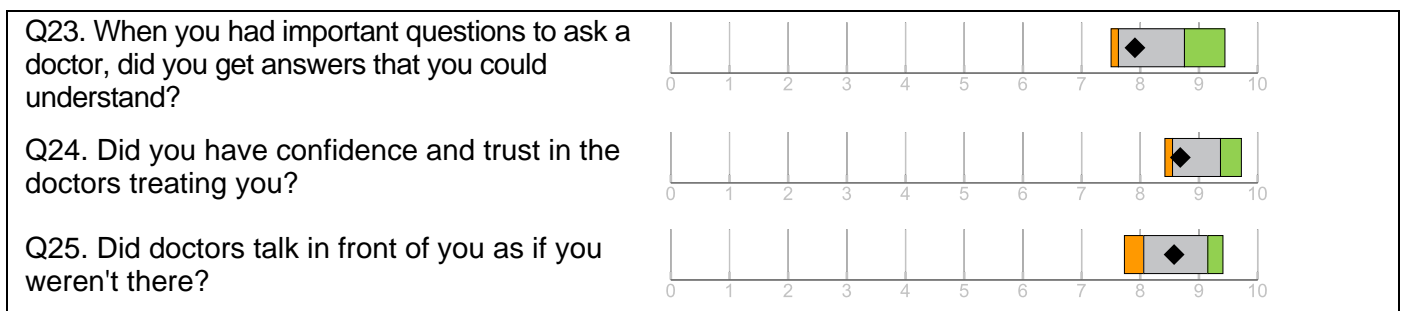 Q23. When you had important questions to ask a
doctor, did you get answers that you could
understand?
0 1 2 3 4 5 6 7 8 9 10
Q24. Did you have confidence and trust in the
doctors treating you?
0 1 2 3 4 5 6 7 8 9 10
Q25. Did doctors talk in front of you as if you
weren't there?
0 1 2 3 4 5 6 7 8 9 10